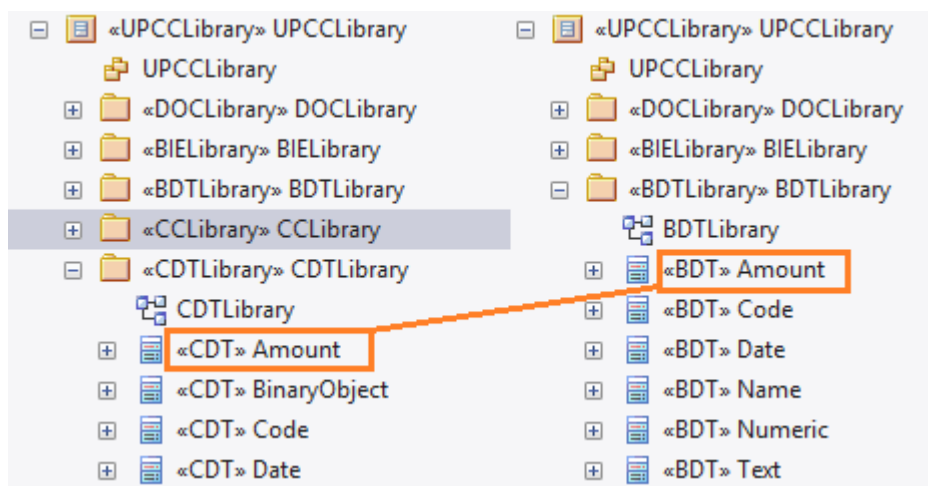 «UPCCLibrary» UPCCLibrary
UPCCLibrary
«DOCLibrary» DOCLibrary
«BIELibrary» BIELibrary
«BDTLibrary» BDTLibrary
«CCLibrary» CCLibrary
«CDTLibrary» CDTLibrary
CDTLibrary
«CDT» Amount
«CDT» BinaryObject
«CDT» Code
«CDT» Date
«UPCCLibrary» UPCCLibrary
UPCCLibrary
«DOCLibrary» DOCLibrary
«BIELibrary» BIELibrary
«BDTLibrary» BDTLibrary
BDTLibrary
«BDT» Amount
«BDT» Code
«BDT» Date
«BDT» Name
«BDT» Numeric
«BDT» Text